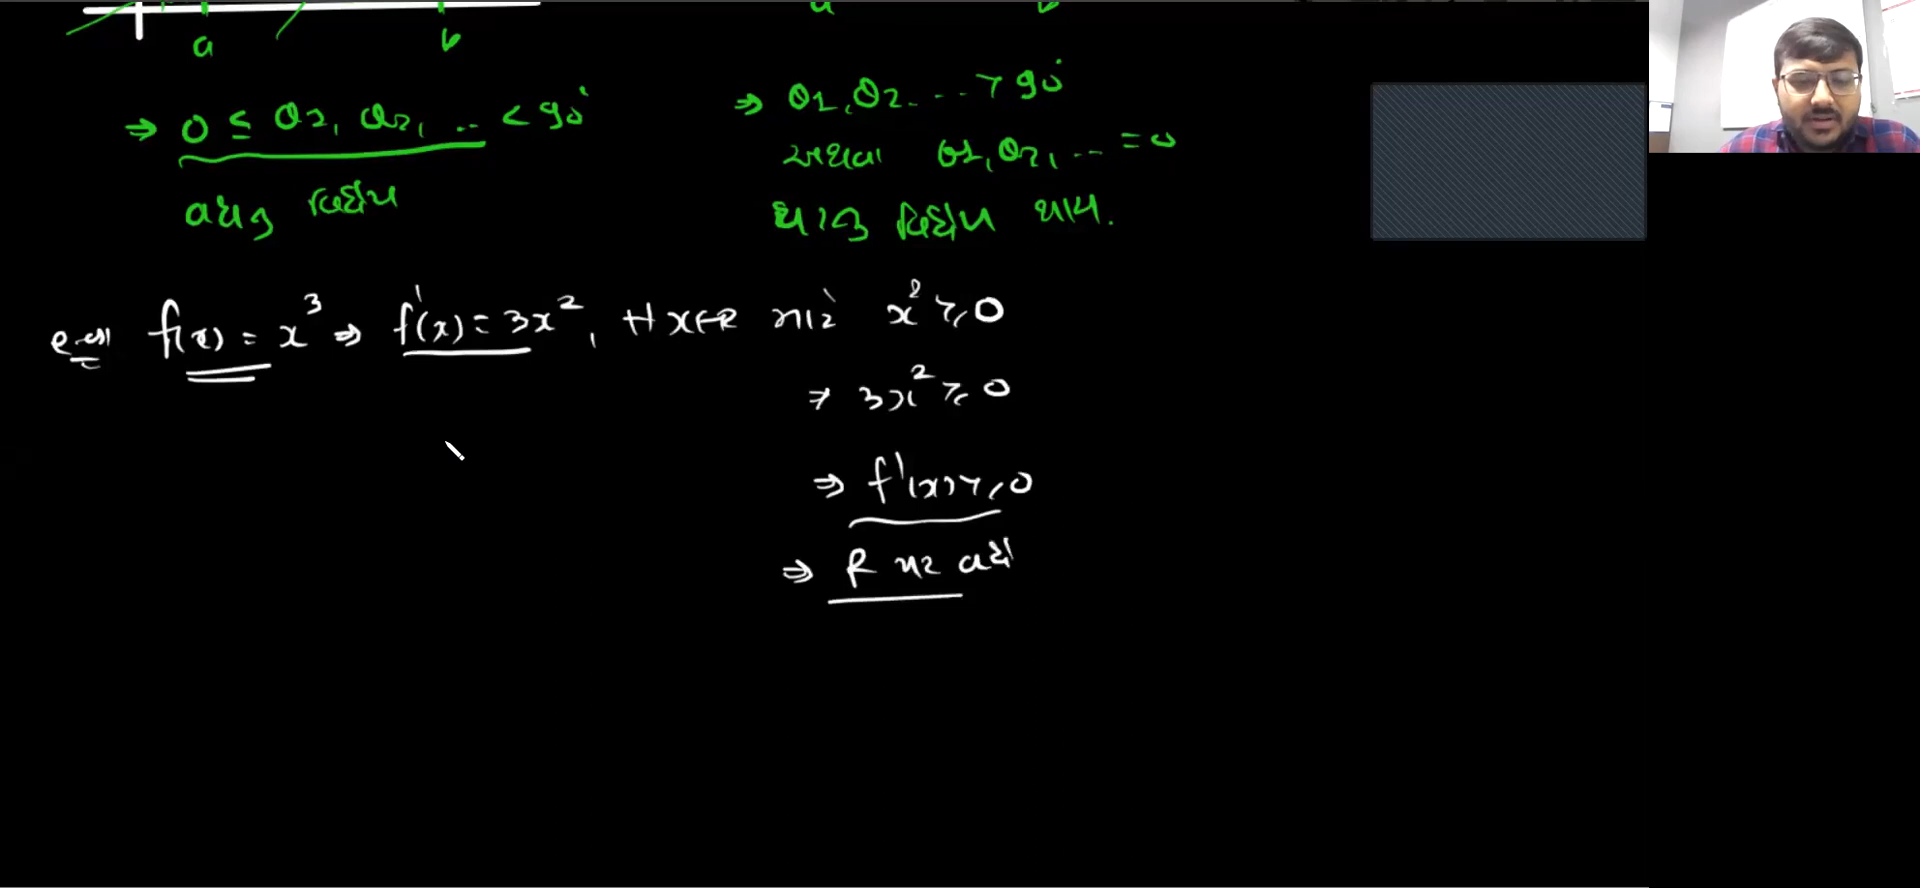 a b
⇒ 0 ≤ θ1, θ2, .. < 90°
વધતુ વિધેય
⇒ θ1, θ2. . . > 90°
અથવા θ1, θ2, .. = 0
ઘટતુ વિધેય થાય.
f(x) = x³ ⇒ f'(x) = 3x², ∀ x∈R માટે x² ≥ 0
⇒ 3x² ≥ 0
⇒ f'(x) ≥ 0
⇒ R પર વધે